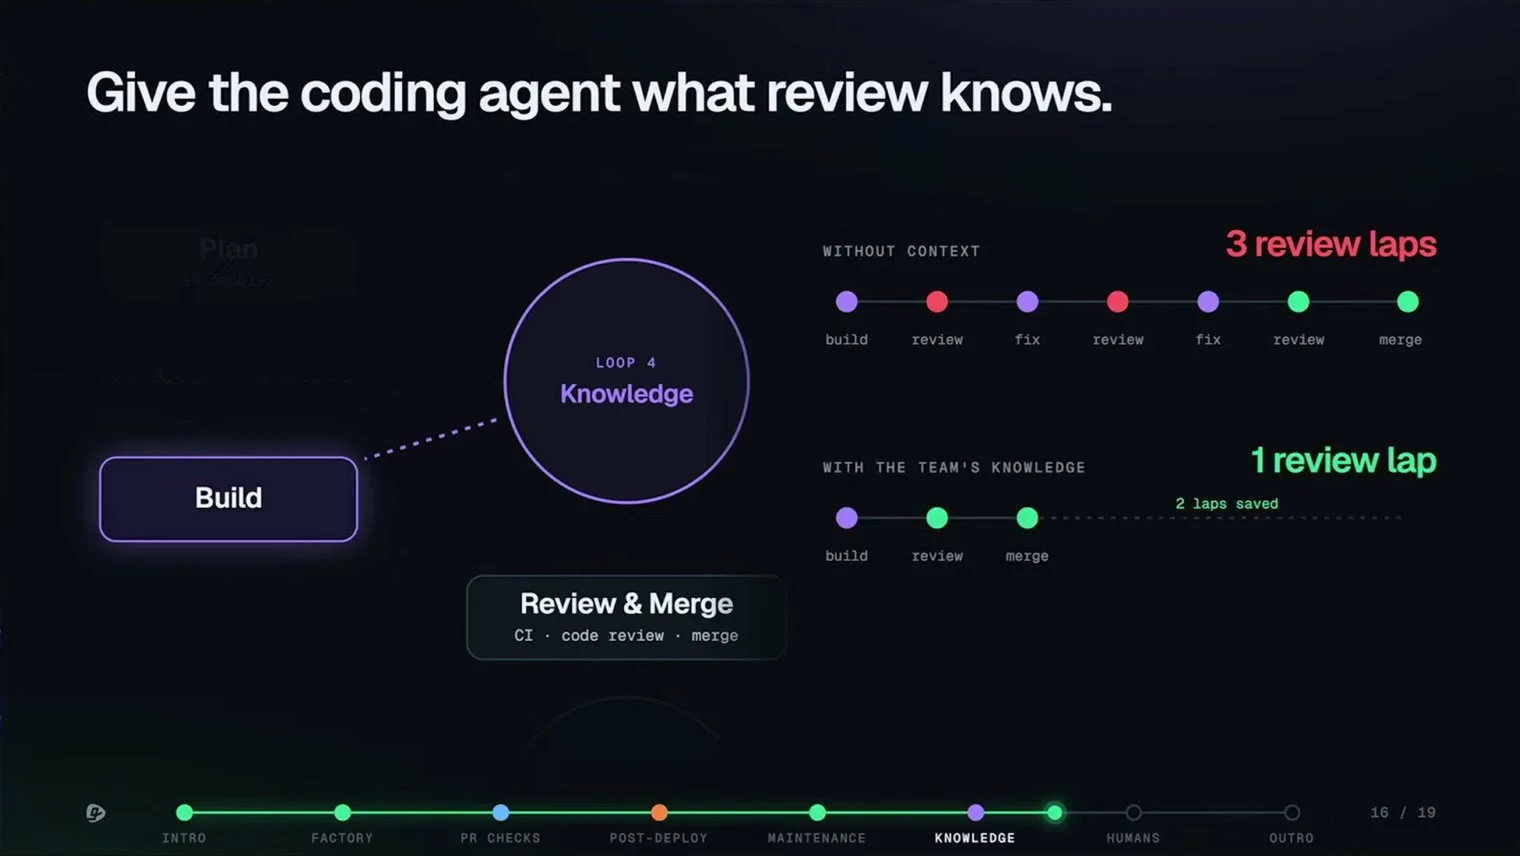 Give the coding agent what review knows.
Plan
LOOP 4
Knowledge
Build
Review & Merge
CI · code review · merge
WITHOUT CONTEXT
3 review laps
build review fix review fix review merge
WITH THE TEAM'S KNOWLEDGE
1 review lap
2 laps saved
build review merge
INTRO FACTORY PR CHECKS POST-DEPLOY MAINTENANCE KNOWLEDGE HUMANS OUTRO
16 / 19